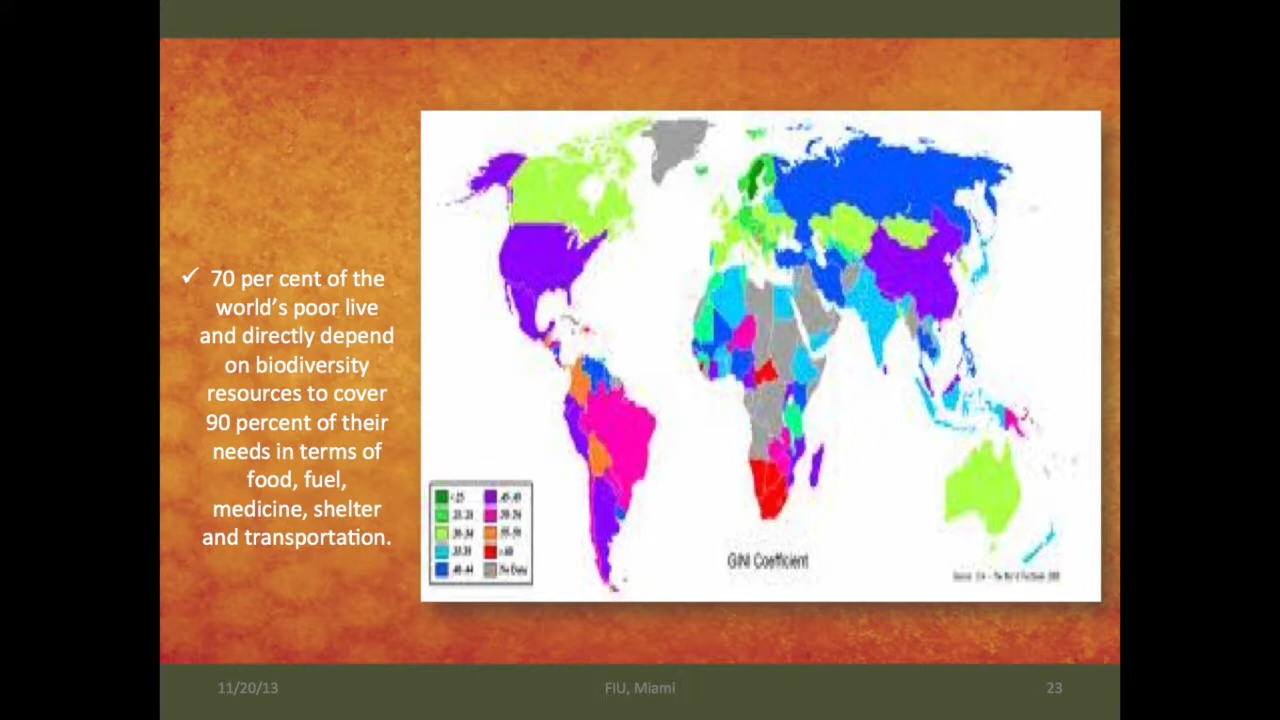 ✓ 70 per cent of the
world’s poor live
and directly depend
on biodiversity
resources to cover
90 percent of their
needs in terms of
food, fuel,
medicine, shelter
and transportation.
GINI Coefficient
11/20/13
FIU, Miami
23